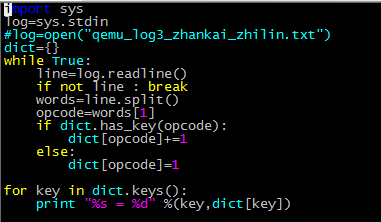 import sys
log=sys.stdin
#log=open("qemu_log3_zhankai_zhilin.txt")
dict={}
while True:
    line=log.readline()
    if not line : break
    words=line.split()
    opcode=words[1]
    if dict.has_key(opcode):
        dict[opcode]+=1
    else:
        dict[opcode]=1

for key in dict.keys():
    print "%s = %d" %(key,dict[key])